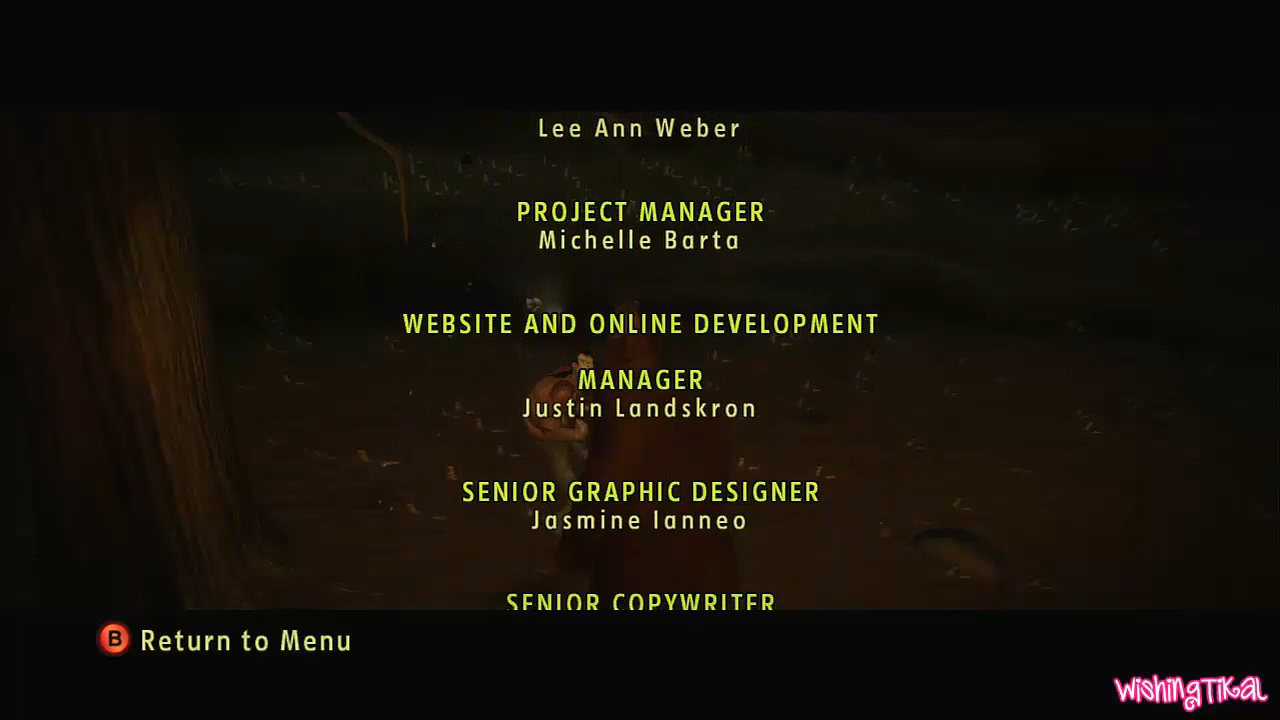 Lee Ann Weber
PROJECT MANAGER
Michelle Barta
WEBSITE AND ONLINE DEVELOPMENT
MANAGER
Justin Landskron
SENIOR GRAPHIC DESIGNER
Jasmine Ianneo
SENIOR COPYWRITER
B Return to Menu
WishingTikal